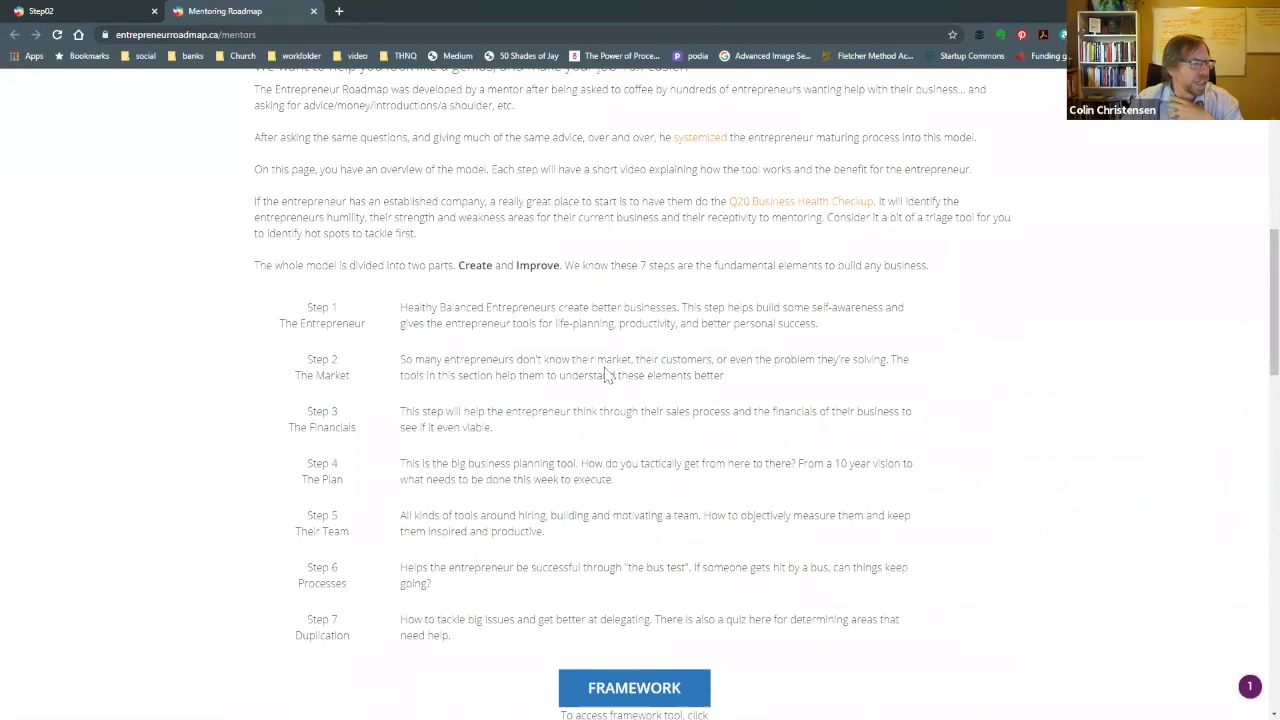 Step02
Mentoring Roadmap
entrepreneurroadmap.ca/mentors
Apps
banks
Church
workfolder
video
Medium
50 Shades of Jay
The Power of Proce...
podia
Advanced Image Se...
Fletcher Method Ac...
Startup Commons
Funding
Colin Christensen
The Entrepreneur Roadmap was developed by a mentor after being asked to coffee by hundreds of entrepreneurs wanting help with their business... and
asking for advice/money/introductions/a shoulder, etc.
After asking the same questions, and giving much of the same advice, over and over, he systemized the entrepreneur maturing process into this model.
On this page, you have an overview of the model. Each step will have a short video explaining how the tool works and the benefit for the entrepreneur.
If the entrepreneur has an established company, a really great place to start is to have them do the Q20 Business Health Checkup. It will identify the
entrepreneurs humility, their strength and weakness areas for their current business and their receptivity to mentoring. Consider it a bit of a triage tool for you
to identify hot spots to tackle first.
The whole model is divided into two parts. Create and Improve. We know these 7 steps are the fundamental elements to build any business.
Step 1
The Entrepreneur
Healthy Balanced Entrepreneurs create better businesses. This step helps build some self-awareness and
gives the entrepreneur tools for life-planning, productivity, and better personal success.
Step 2
The Market
So many entrepreneurs don't know their market, their customers, or even the problem they're solving. The
tools in this section help them to understand these elements better
Step 3
The Financials
This step will help the entrepreneur think through their sales process and the financials of their business to
see if it even viable.
Step 4
The Plan
This is the big business planning tool. How do you tactically get from here to there? From a 10 year vision to
what needs to be done this week to execute.
Step 5
Their Team
All kinds of tools around hiring, building and motivating a team. How to objectively measure them and keep
them inspired and productive.
Step 6
Processes
Helps the entrepreneur be successful through "the bus test". If someone gets hit by a bus, can things keep
going?
Step 7
Duplication
How to tackle big issues and get better at delegating. There is also a quiz here for determining areas that
need help.
FRAMEWORK
To access framework tool, click
1